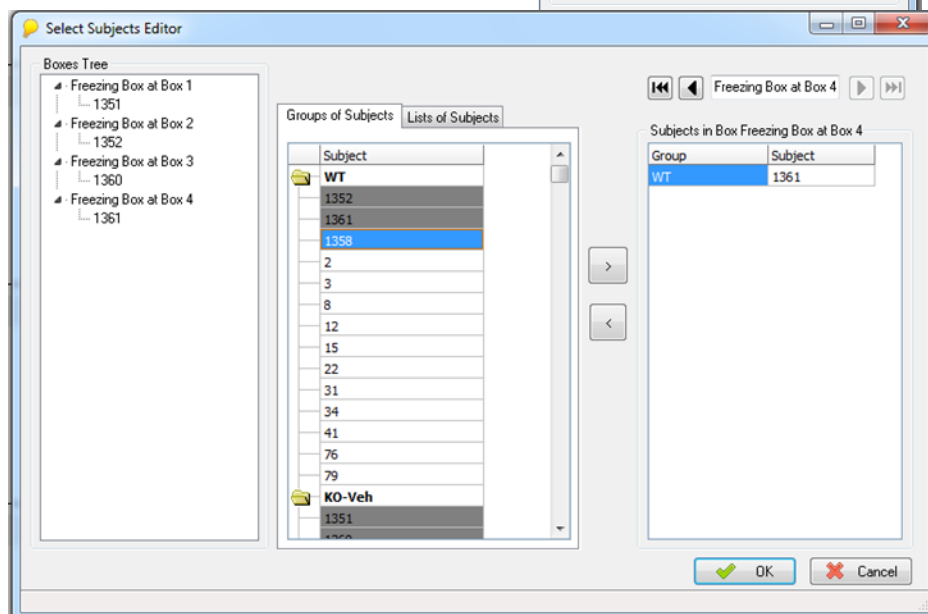 Select Subjects Editor
Boxes Tree
Freezing Box at Box 1
1351
Freezing Box at Box 2
1352
Freezing Box at Box 3
1360
Freezing Box at Box 4
1361
Groups of Subjects Lists of Subjects
Subject
WT
1352
1361
1358
2
3
8
12
15
22
31
34
41
76
79
KO-Veh
1351
>
<
Freezing Box at Box 4
Subjects in Box Freezing Box at Box 4
Group Subject
WT 1361
OK Cancel